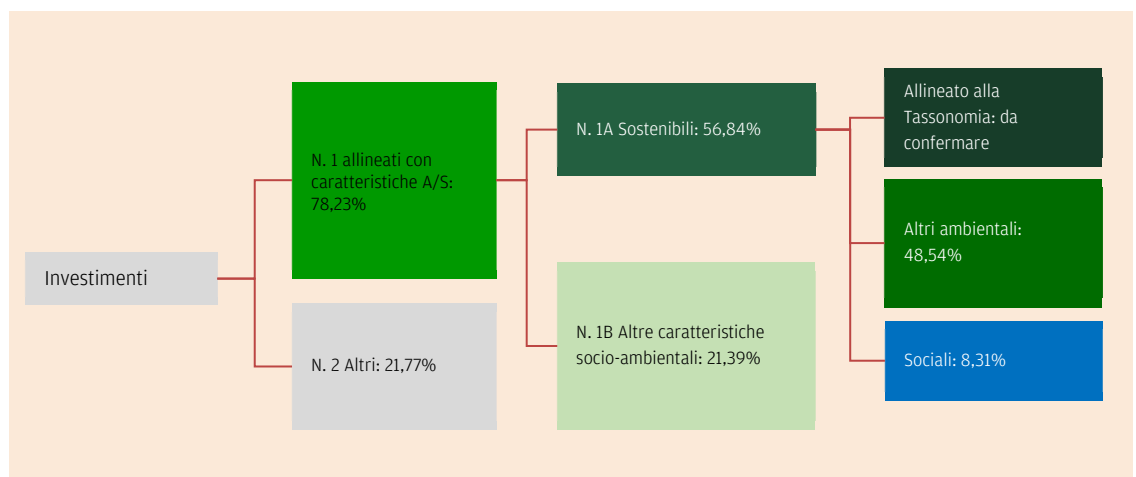 Investimenti
N. 1 allineati con
caratteristiche A/S:
78,23%
N. 2 Altri: 21,77%
N. 1A Sostenibili: 56,84%
N. 1B Altre caratteristiche
socio-ambientali: 21,39%
Allineato alla
Tassonomia: da
confermare
Altri ambientali:
48,54%
Sociali: 8,31%